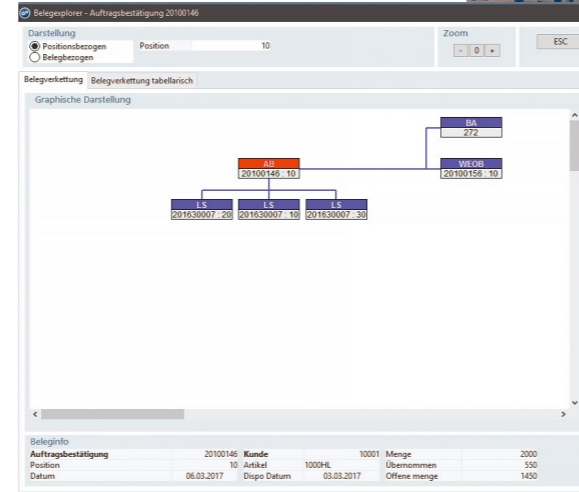 Belegexplorer - Auftragsbestätigung 20100146
Darstellung
Positionsbezogen
Belegbezogen
Position 10
Zoom
- 0 +
ESC
Belegverkettung Belegverkettung tabellarisch
Graphische Darstellung
BA
272
AB
20100146 : 10
WEOB
20100156 : 10
LS LS LS
201630007 : 20 201630007 : 10 201630007 : 30
Beleginfo
Auftragsbestätigung 20100146 Kunde 10001 Menge 2000
Position 10 Artikel 1000HL Übernommen 550
Datum 06.03.2017 Dispo Datum 03.03.2017 Offene menge 1450